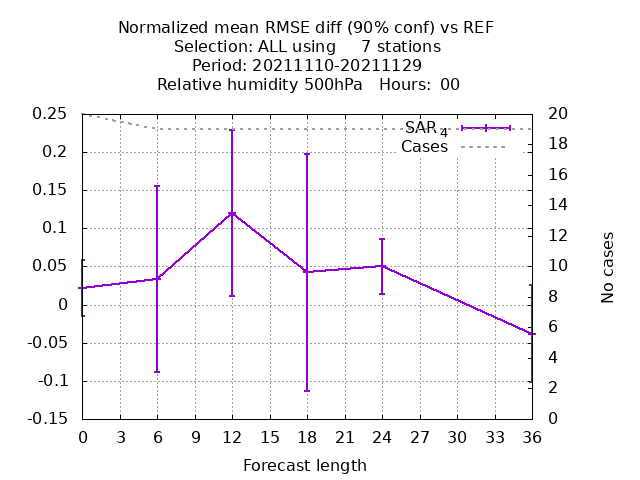 Normalized mean RMSE diff (90% conf) vs REF
Selection: ALL using     7 stations
Period: 20211110-20211129
Relative humidity 500hPa   Hours:  00
SAR 4
Cases
0.25
0.2
0.15
0.1
0.05
0
-0.05
-0.1
-0.15
20
18
16
14
12
10
8
6
4
2
0
No cases
0 3 6 9 12 15 18 21 24 27 30 33 36
Forecast length